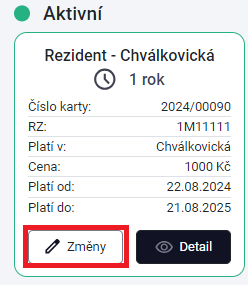 Aktivní
Rezident - Chválkovická
1 rok
Číslo karty: 2024/00090
RZ: 1M11111
Platí v: Chválkovická
Cena: 1000 Kč
Platí od: 22.08.2024
Platí do: 21.08.2025
Změny Detail